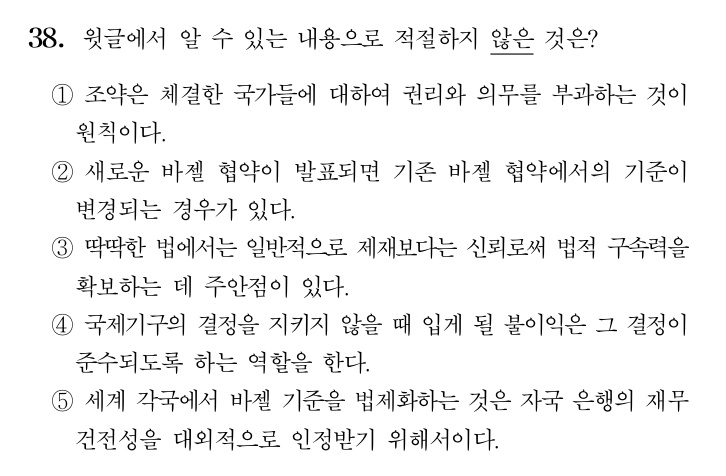 38. 윗글에서 알 수 있는 내용으로 적절하지 않은 것은?
① 조약은 체결한 국가들에 대하여 권리와 의무를 부과하는 것이
원칙이다.
② 새로운 바젤 협약이 발표되면 기존 바젤 협약에서의 기준이
변경되는 경우가 있다.
③ 딱딱한 법에서는 일반적으로 제재보다는 신뢰로써 법적 구속력을
확보하는 데 주안점이 있다.
④ 국제기구의 결정을 지키지 않을 때 입게 될 불이익은 그 결정이
준수되도록 하는 역할을 한다.
⑤ 세계 각국에서 바젤 기준을 법제화하는 것은 자국 은행의 재무
건전성을 대외적으로 인정받기 위해서이다.